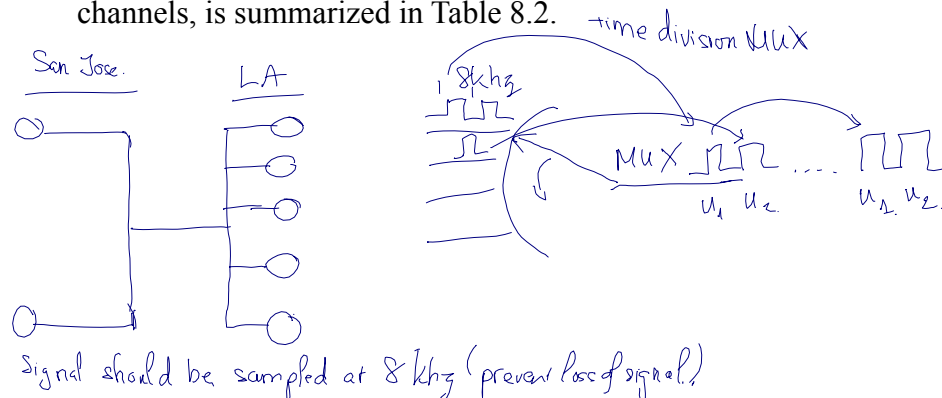 channels, is summarized in Table 8.2.
time division MUX
San Jose.
LA
8khz
MUX
....
u1 u2
u1. u2.
Signal should be sampled at 8 khz (prevent loss of signal.)